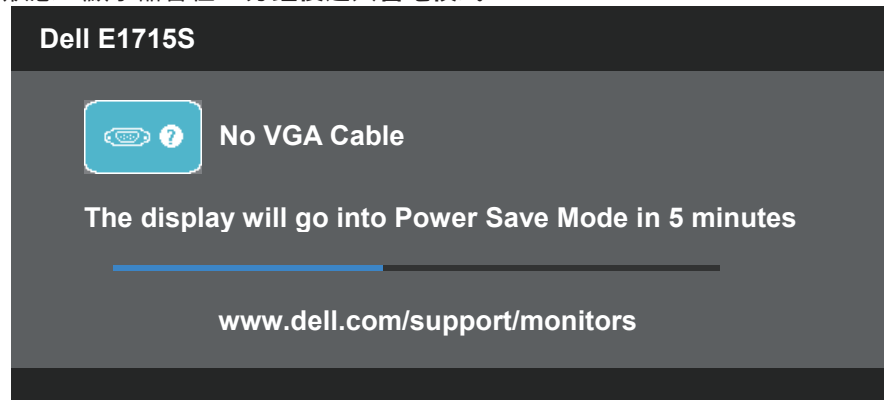 Dell E1715S
?
No VGA Cable
The display will go into Power Save Mode in 5 minutes
www.dell.com/support/monitors